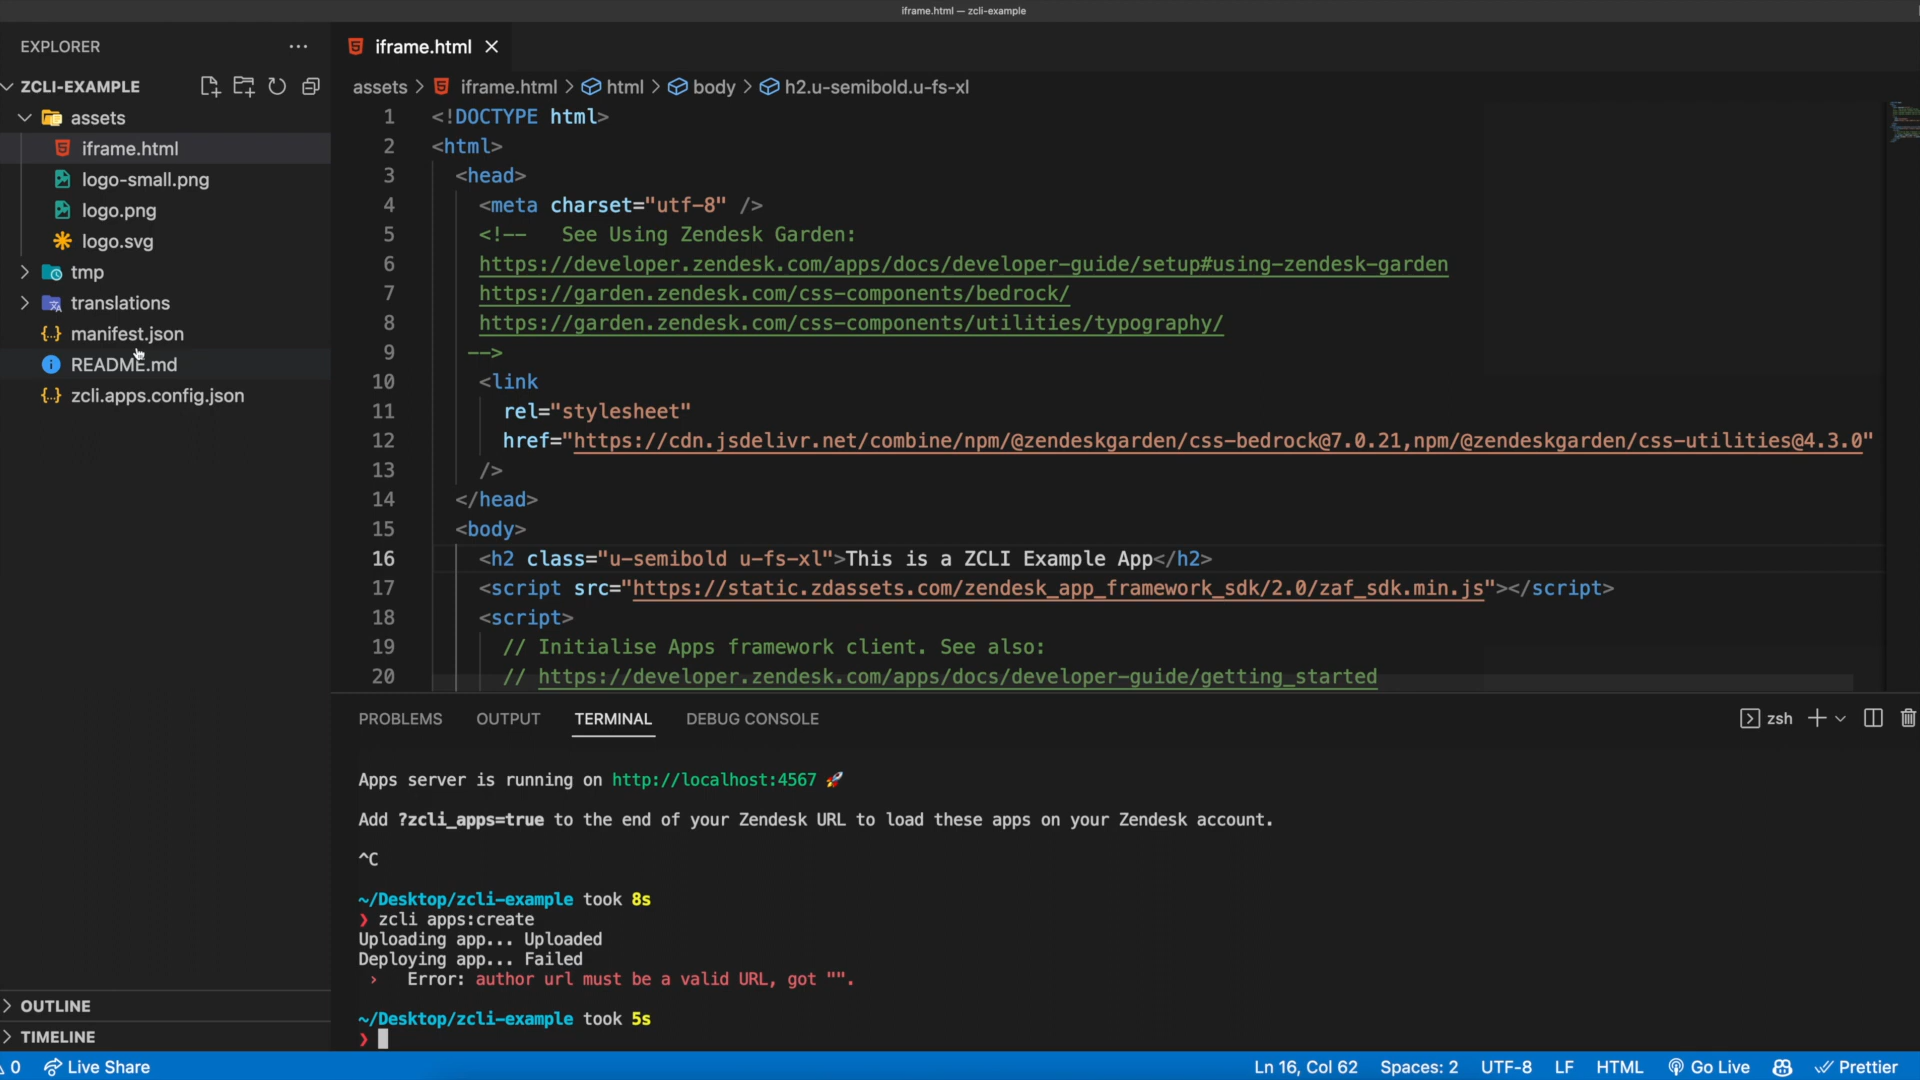 iframe.html — zcli-example
EXPLORER
ZCLI-EXAMPLE
assets
iframe.html
logo-small.png
logo.png
logo.svg
tmp
translations
manifest.json
README.md
zcli.apps.config.json
OUTLINE
TIMELINE
iframe.html
assets > iframe.html > html > body > h2.u-semibold.u-fs-xl
1 <!DOCTYPE html>
2 <html>
3 <head>
4 <meta charset="utf-8" />
5 <!-- See Using Zendesk Garden:
6 https://developer.zendesk.com/apps/docs/developer-guide/setup#using-zendesk-garden
7 https://garden.zendesk.com/css-components/bedrock/
8 https://garden.zendesk.com/css-components/utilities/typography/
9 -->
10 <link
11 rel="stylesheet"
12 href="https://cdn.jsdelivr.net/combine/npm/@zendeskgarden/css-bedrock@7.0.21,npm/@zendeskgarden/css-utilities@4.3.0"
13 />
14 </head>
15 <body>
16 <h2 class="u-semibold u-fs-xl">This is a ZCLI Example App</h2>
17 <script src="https://static.zdassets.com/zendesk_app_framework_sdk/2.0/zaf_sdk.min.js"></script>
18 <script>
19 // Initialise Apps framework client. See also:
20 // https://developer.zendesk.com/apps/docs/developer-guide/getting_started
PROBLEMS OUTPUT TERMINAL DEBUG CONSOLE
zsh
Apps server is running on http://localhost:4567 🚀
Add ?zcli_apps=true to the end of your Zendesk URL to load these apps on your Zendesk account.
^C
~/Desktop/zcli-example took 8s
❯ zcli apps:create
Uploading app... Uploaded
Deploying app... Failed
› Error: author url must be a valid URL, got "".
~/Desktop/zcli-example took 5s
❯
0 Live Share
Ln 16, Col 62 Spaces: 2 UTF-8 LF HTML Go Live Prettier